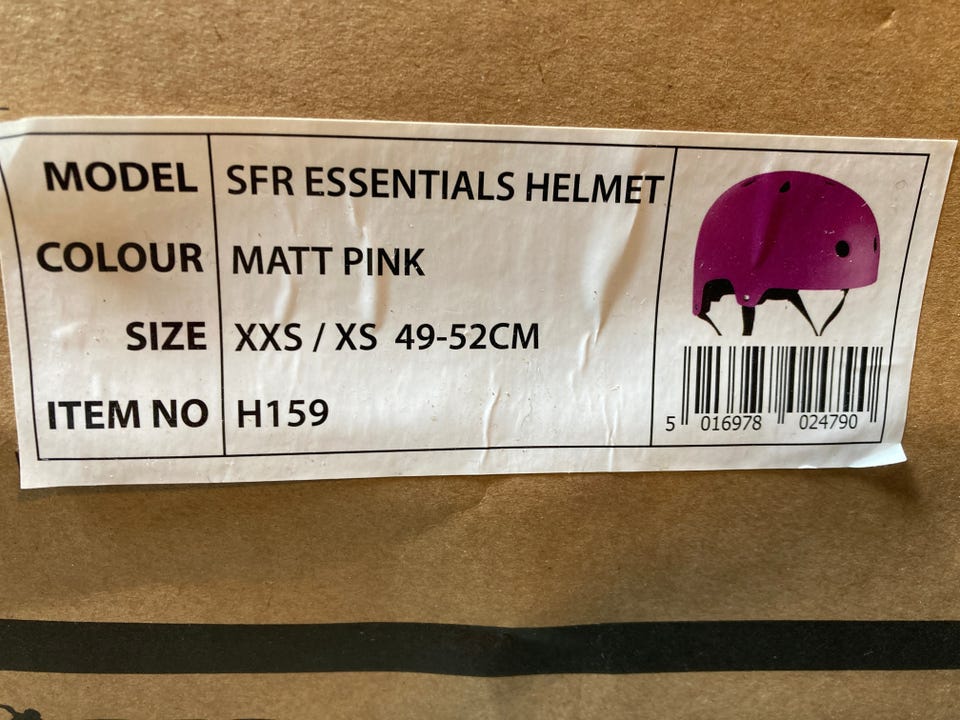 MODEL SFR ESSENTIALS HELMET
COLOUR MATT PINK
SIZE XXS / XS 49-52CM
ITEM NO H159
5 016978 024790